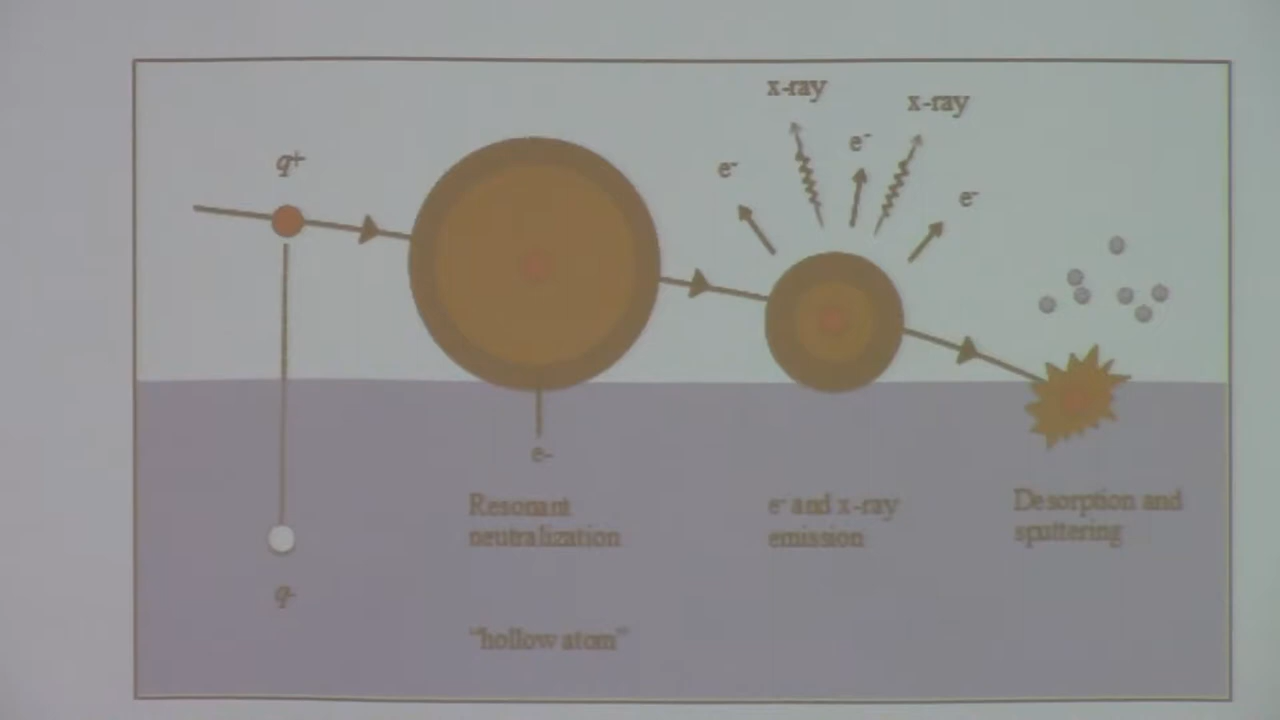 x-ray
x-ray
e-
q+
e-
e-
e-
Resonant
neutralization
e- and x-ray
emission
Desorption and
sputtering
q-
"hollow atom"